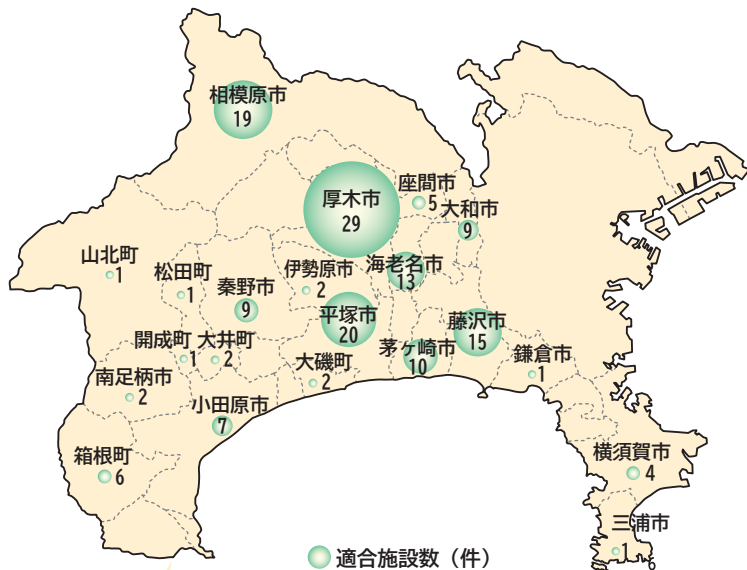 相模原市
19
厚木市
29
座間市
5
大和市
9
海老名市
13
山北町
1
松田町
1
秦野市
9
伊勢原市
2
平塚市
20
藤沢市
15
茅ヶ崎市
10
鎌倉市
1
開成町
1
大井町
2
大磯町
2
南足柄市
2
小田原市
7
箱根町
6
横須賀市
4
三浦市
1
適合施設数（件）